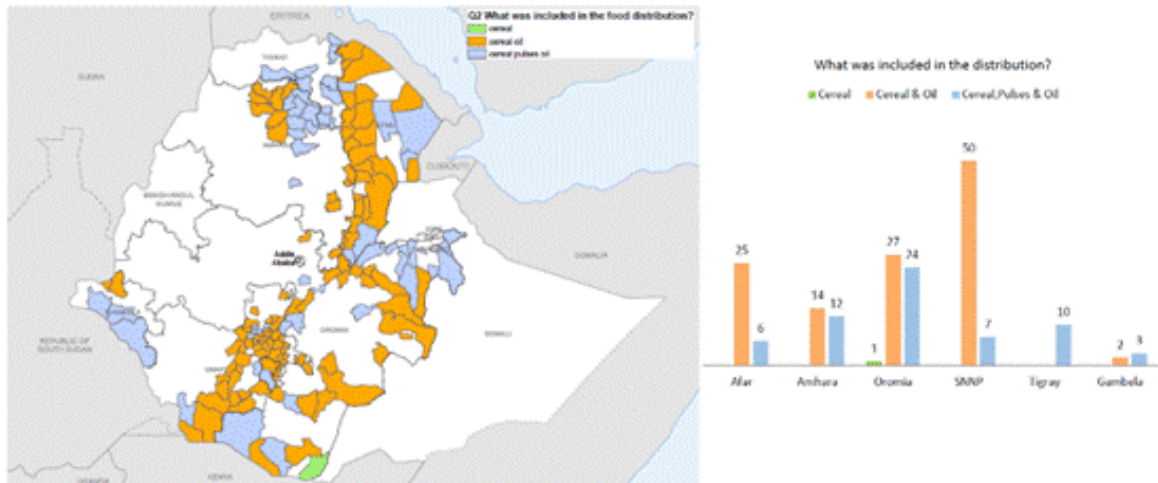 ERITREA
Q2 What was included in the food distribution?
cereal
cereal oil
cereal pulses oil
SUDAN
TIGRAY
DJIBOUTI
BENISHANGUL
GUMUZ
Addis
Ababa
SOMALIA
OROMIA
SOMALI
REPUBLIC OF
SOUTH SUDAN
KENYA
UGANDA
What was included in the distribution?
Cereal Cereal & Oil Cereal,Pulses & Oil
50
25
27
24
14
12
10
6
7
1
2
3
Afar Amhara Oromia SNNP Tigray Gambela